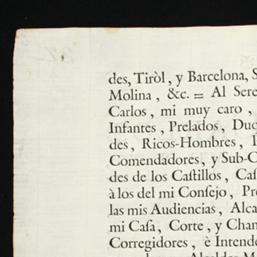 des, Tiròl, y Barcelona, S
Molina, &c. = Al Sere
Carlos, mi muy caro,
Infantes, Prelados, Duq
des, Ricos-Hombres, 
Comendadores, y Sub-C
des de los Caſtillos, Caſ
à los del mi Conſejo, Pr
las mis Audiencias, Alca
mi Caſa, Corte, y Chan
Corregidores, è Intende